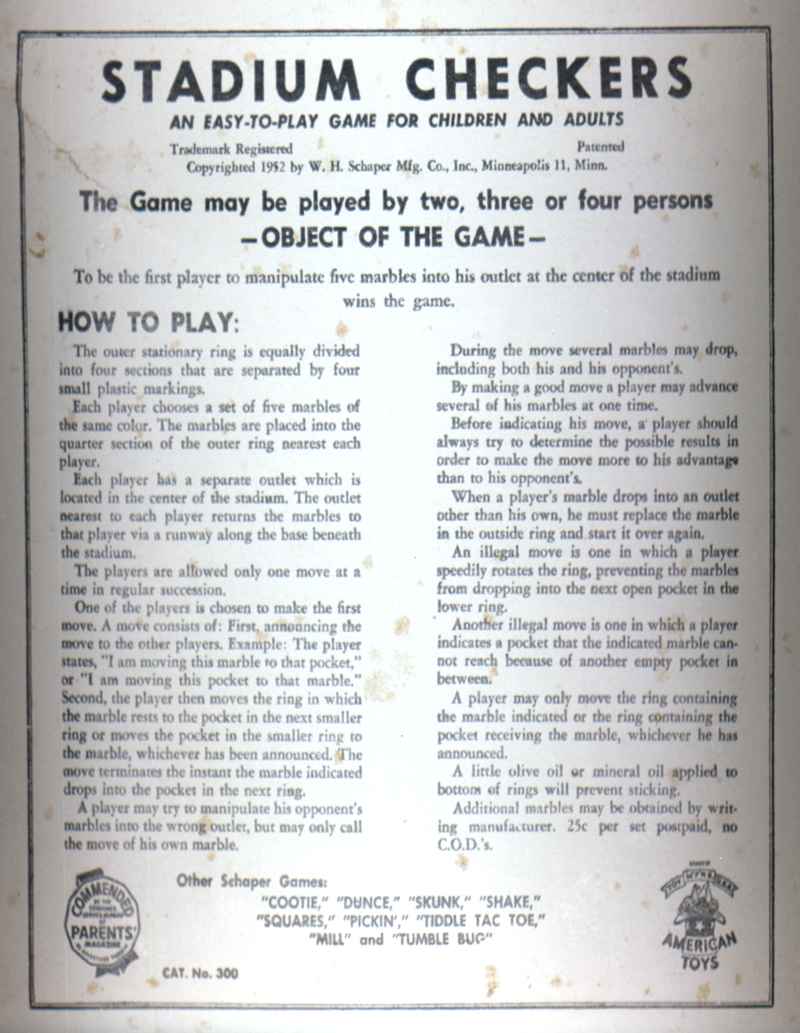 STADIUM CHECKERS
AN EASY-TO-PLAY GAME FOR CHILDREN AND ADULTS
Trademark Registered
Patented
Copyrighted 1952 by W. H. Schaper Mfg. Co., Inc., Minneapolis 11, Minn.
The Game may be played by two, three or four persons
—OBJECT OF THE GAME—
To be the first player to manipulate five marbles into his outlet at the center of the stadium
wins the game.
HOW TO PLAY:
The outer stationary ring is equally divided
into four sections that are separated by four
small plastic markings.
Each player chooses a set of five marbles of
the same color. The marbles are placed into the
quarter section of the outer ring nearest each
player.
Each player has a separate outlet which is
located in the center of the stadium. The outlet
nearest to each player returns the marbles to
that player via a runway along the base beneath
the stadium.
The players are allowed only one move at a
time in regular succession.
One of the players is chosen to make the first
move. A move consists of: First, announcing the
move to the other players. Example: The player
states, "I am moving this marble to that pocket,"
or "I am moving this pocket to that marble."
Second, the player then moves the ring in which
the marble rests to the pocket in the next smaller
ring or moves the pocket in the smaller ring to
the marble, whichever has been announced. The
move terminates the instant the marble indicated
drops into the pocket in the next ring.
A player may try to manipulate his opponent's
marbles into the wrong outlet, but may only call
the move of his own marble.
During the move several marbles may drop,
including both his and his opponent's.
By making a good move a player may advance
several of his marbles at one time.
Before indicating his move, a player should
always try to determine the possible results in
order to make the move more to his advantage
than to his opponent's.
When a player's marble drops into an outlet
other than his own, he must replace the marble
in the outside ring and start it over again.
An illegal move is one in which a player
speedily rotates the ring, preventing the marbles
from dropping into the next open pocket in the
lower ring.
Another illegal move is one in which a player
indicates a pocket that the indicated marble can-
not reach because of another empty pocket in
between.
A player may only move the ring containing
the marble indicated or the ring containing the
pocket receiving the marble, whichever he has
announced.
A little olive oil or mineral oil applied to
bottom of rings will prevent sticking.
Additional marbles may be obtained by writ-
ing manufacturer. 25c per set postpaid, no
C.O.D.'s.
COMMENDED
PARENTS'
MAGAZINE
Other Schaper Games:
"COOTIE," "DUNCE," "SKUNK," "SHAKE,"
"SQUARES," "PICKIN'," "TIDDLE TAC TOE,"
"MILL" and "TUMBLE BUG"
CAT. No. 300
AMERICAN
TOYS